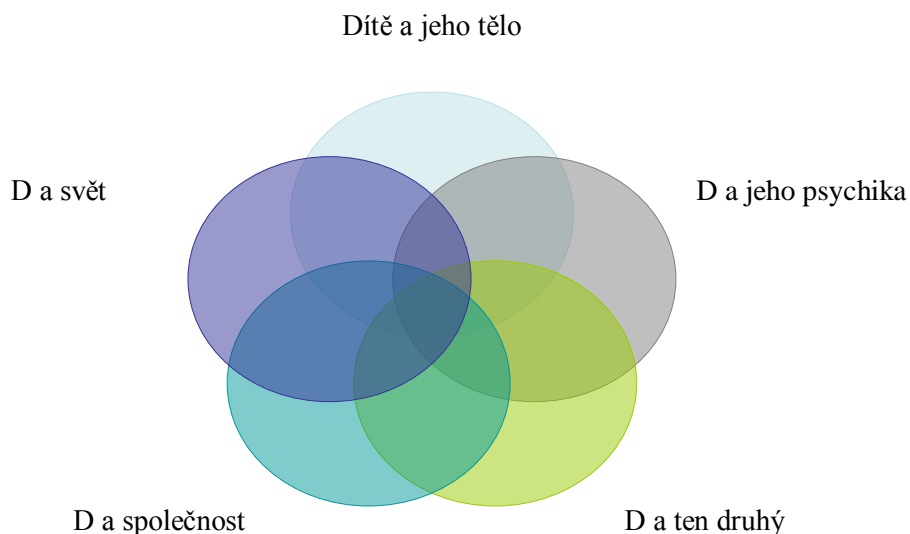 Dítě a jeho tělo
D a svět
D a jeho psychika
D a společnost
D a ten druhý